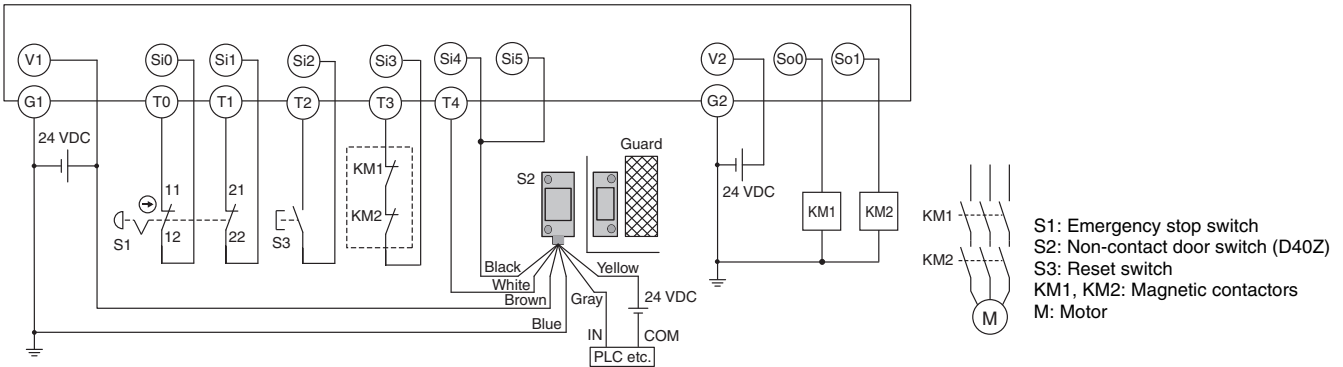 V1 Si0 Si1 Si2 Si3 Si4 Si5 V2 So0 So1
G1 T0 T1 T2 T3 T4 G2
24 VDC
Guard
KM1
S2
24 VDC
11 21
KM2
KM1 KM2
KM1
S1
12 22
S3
KM2
Black Yellow
White
Brown Gray 24 VDC
Blue
IN COM
PLC etc.
M
S1: Emergency stop switch
S2: Non-contact door switch (D40Z)
S3: Reset switch
KM1, KM2: Magnetic contactors
M: Motor